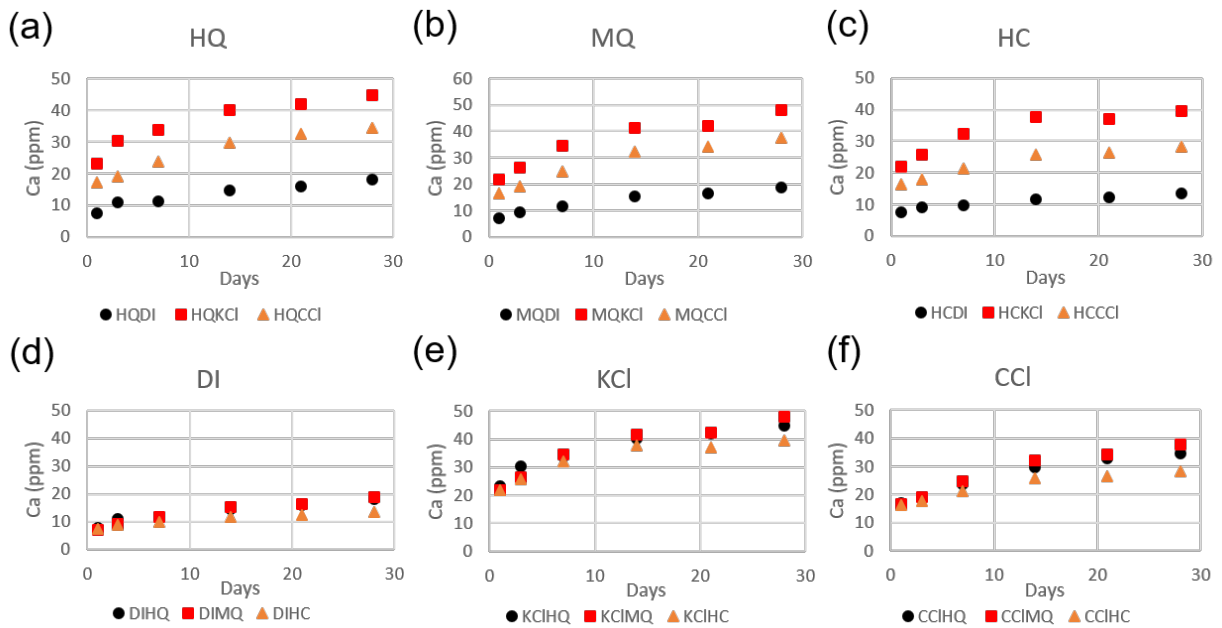 (a) HQ
Ca (ppm)
50
40
30
20
10
0
0 10 20 30
Days
HQDI HQKCl HQCCl
(b) MQ
Ca (ppm)
60
50
40
30
20
10
0
0 10 20 30
Days
MQDI MQKCl MQCCl
(c) HC
Ca (ppm)
50
40
30
20
10
0
0 10 20 30
Days
HCDI HCKCl HCCCl
(d) DI
Ca (ppm)
50
40
30
20
10
0
0 10 20 30
Days
DIHQ DIMQ DIHC
(e) KCl
Ca (ppm)
50
40
30
20
10
0
0 10 20 30
Days
KClHQ KClMQ KClHC
(f) CCl
Ca (ppm)
50
40
30
20
10
0
0 10 20 30
Days
CClHQ CClMQ CClHC